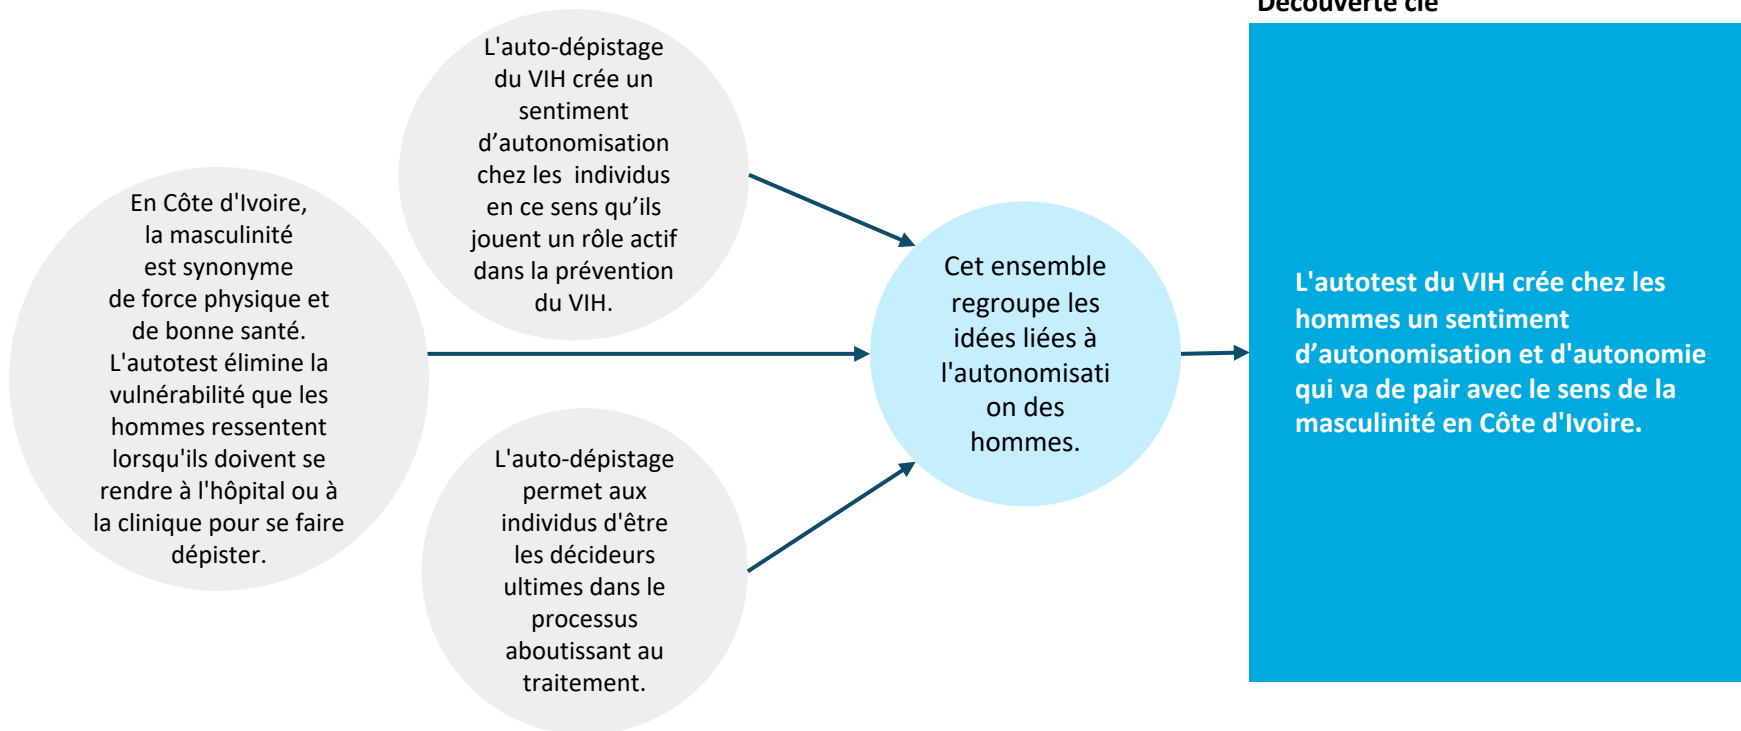 Découverte clé
L'auto-dépistage
du VIH crée un
sentiment
d’autonomisation
chez les  individus
en ce sens qu’ils
jouent un rôle actif
dans la prévention
du VIH.
En Côte d'Ivoire,
la masculinité
est synonyme
de force physique et
de bonne santé.
L'autotest élimine la
vulnérabilité que les
hommes ressentent
lorsqu'ils doivent se
rendre à l'hôpital ou à
la clinique pour se faire
dépister.
L'auto-dépistage
permet aux
individus d'être
les décideurs
ultimes dans le
processus
aboutissant au
traitement.
Cet ensemble
regroupe les
idées liées à
l'autonomisati
on des
hommes.
L'autotest du VIH crée chez les
hommes un sentiment
d’autonomisation et d'autonomie
qui va de pair avec le sens de la
masculinité en Côte d'Ivoire.